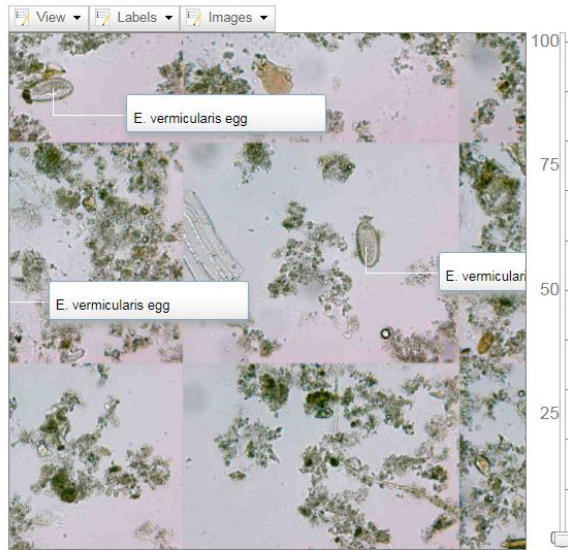 View Labels Images
100
E. vermicularis egg
75
E. vermiculari
50
E. vermicularis egg
25